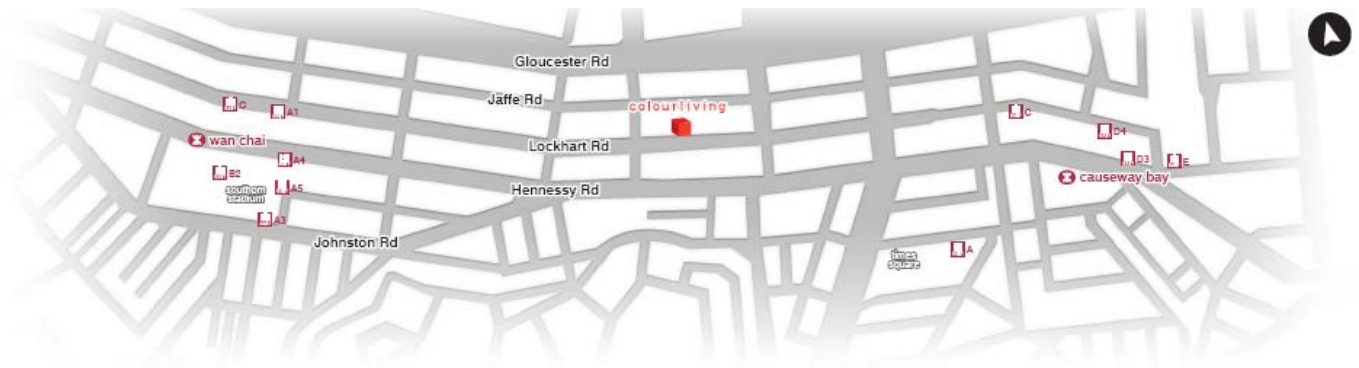 Gloucester Rd
Jaffe Rd
colourliving
C
A1
C
D4
wan chai
Lockhart Rd
A4
D3
E
B2
causeway bay
southorn
stadium
A5
Hennessy Rd
A3
Johnston Rd
times
square
A